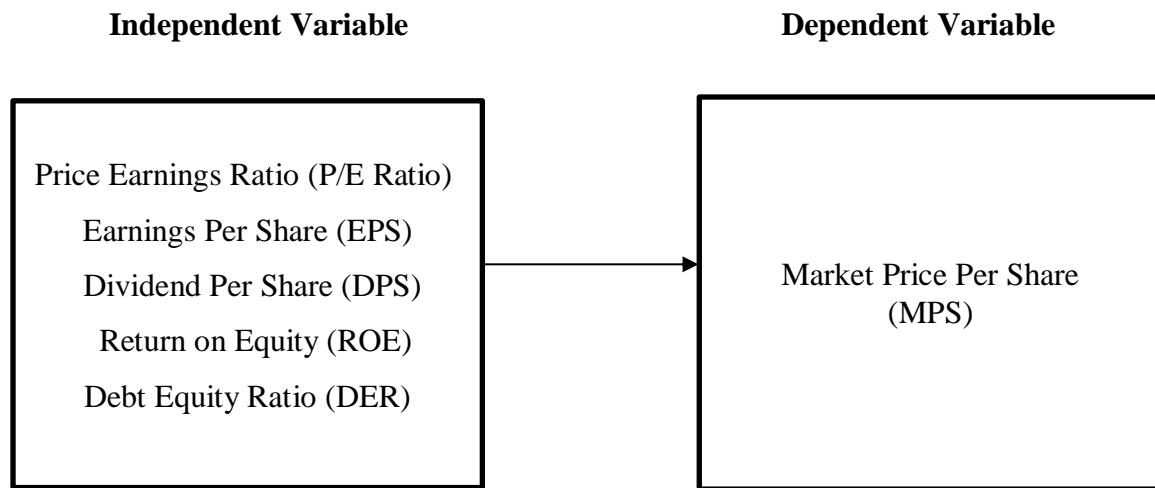 Independent Variable
Dependent Variable
Price Earnings Ratio (P/E Ratio)
Earnings Per Share (EPS)
Dividend Per Share (DPS)
Return on Equity (ROE)
Debt Equity Ratio (DER)
Market Price Per Share
(MPS)